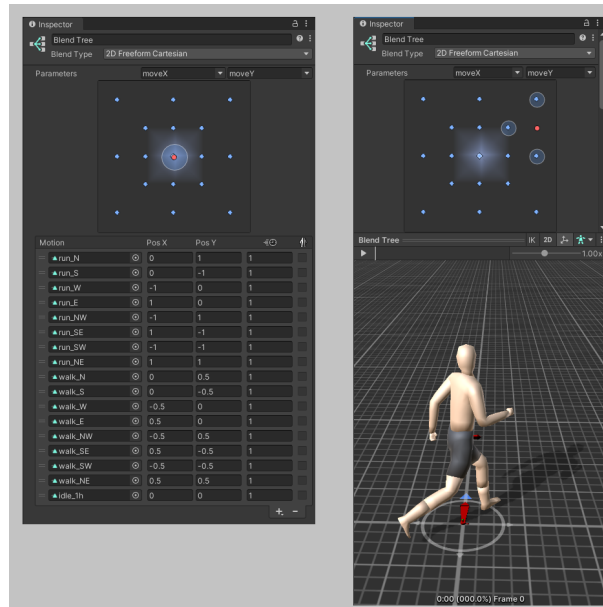 Inspector
Blend Tree
Blend Type 2D Freeform Cartesian
Parameters moveX moveY
Motion Pos X Pos Y
run_N 0 1 1
run_S 0 -1 1
run_W -1 0 1
run_E 1 0 1
run_NW -1 1 1
run_SE 1 -1 1
run_SW -1 -1 1
run_NE 1 1 1
walk_N 0 0.5 1
walk_S 0 -0.5 1
walk_W -0.5 0 1
walk_E 0.5 0 1
walk_NW -0.5 0.5 1
walk_SE 0.5 -0.5 1
walk_SW -0.5 -0.5 1
walk_NE 0.5 0.5 1
idle_1h 0 0 1
Inspector
Blend Tree
Blend Type 2D Freeform Cartesian
Parameters moveX moveY
Blend Tree IK 2D
1.00x
0:00 (000.0%) Frame 0